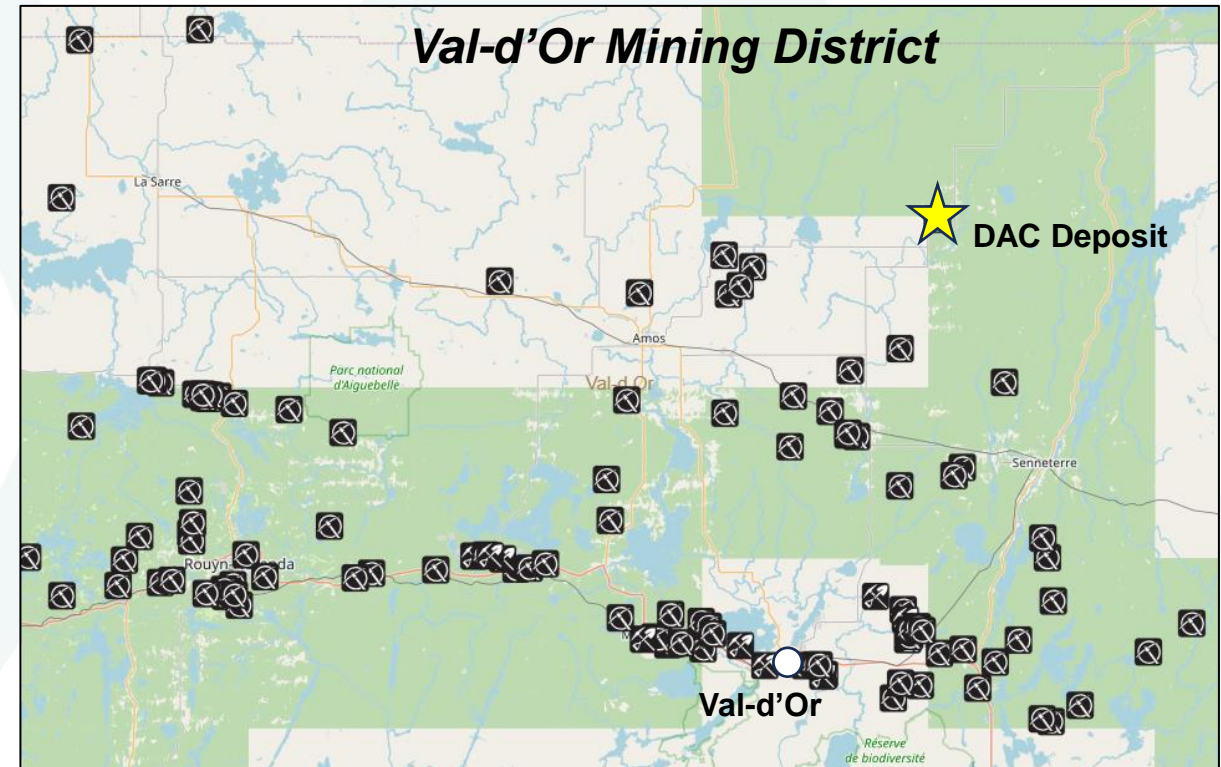 Val-d’Or Mining District
La Sarre
DAC Deposit
Amos
Parc national
d'Aiguebelle
Val-d'Or
Senneterre
Val-d’Or
Réserve
de biodiversité